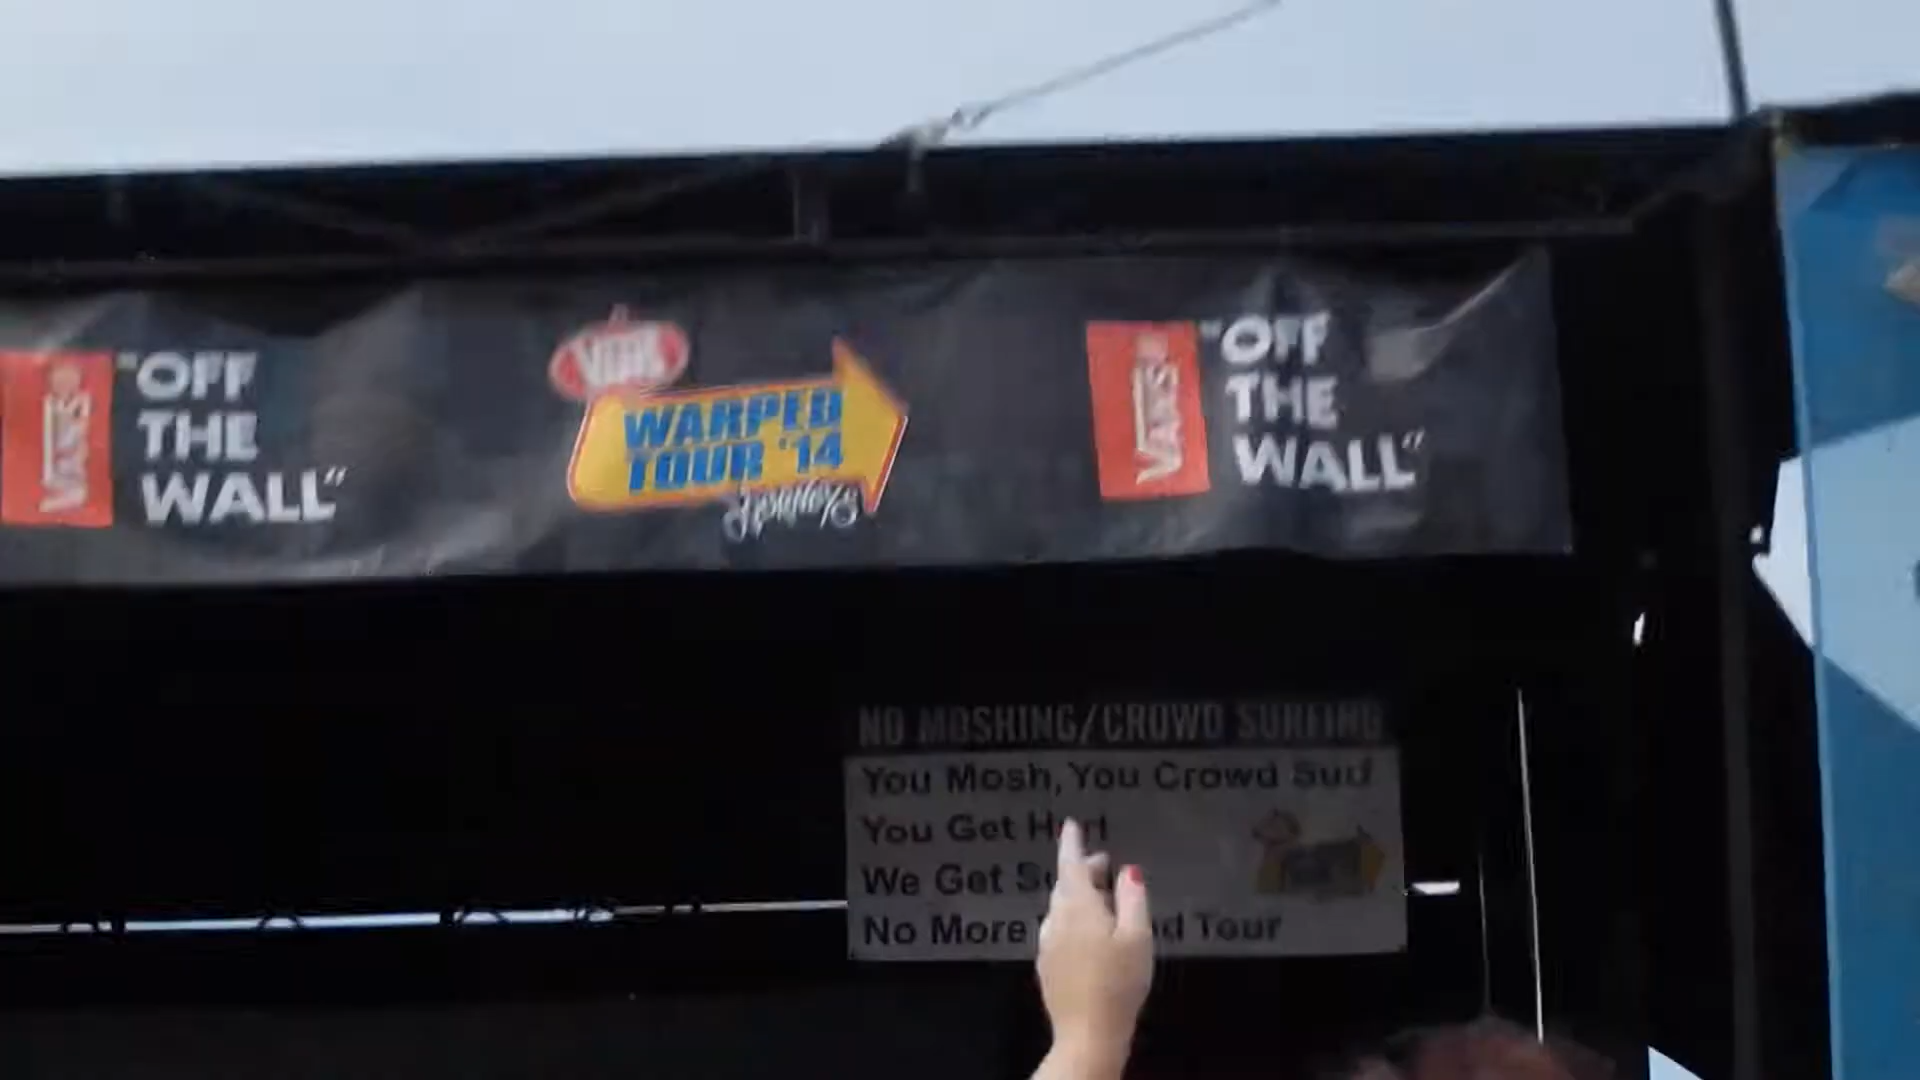 VANS
"OFF
THE
WALL"
VANS
WARPED
TOUR '14
VANS
"OFF
THE
WALL"
NO MOSHING/CROWD SURFING
You Mosh, You Crowd Surf
You Get Hurt
We Get
No More Tour